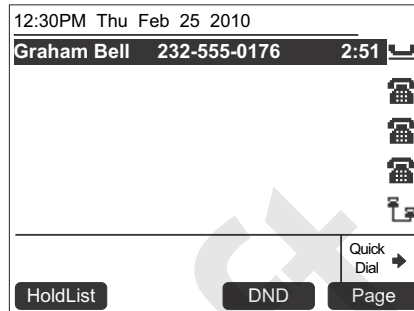 12:30PM Thu Feb 25 2010
Graham Bell 232-555-0176 2:51
Quick
Dial
HoldList DND Page